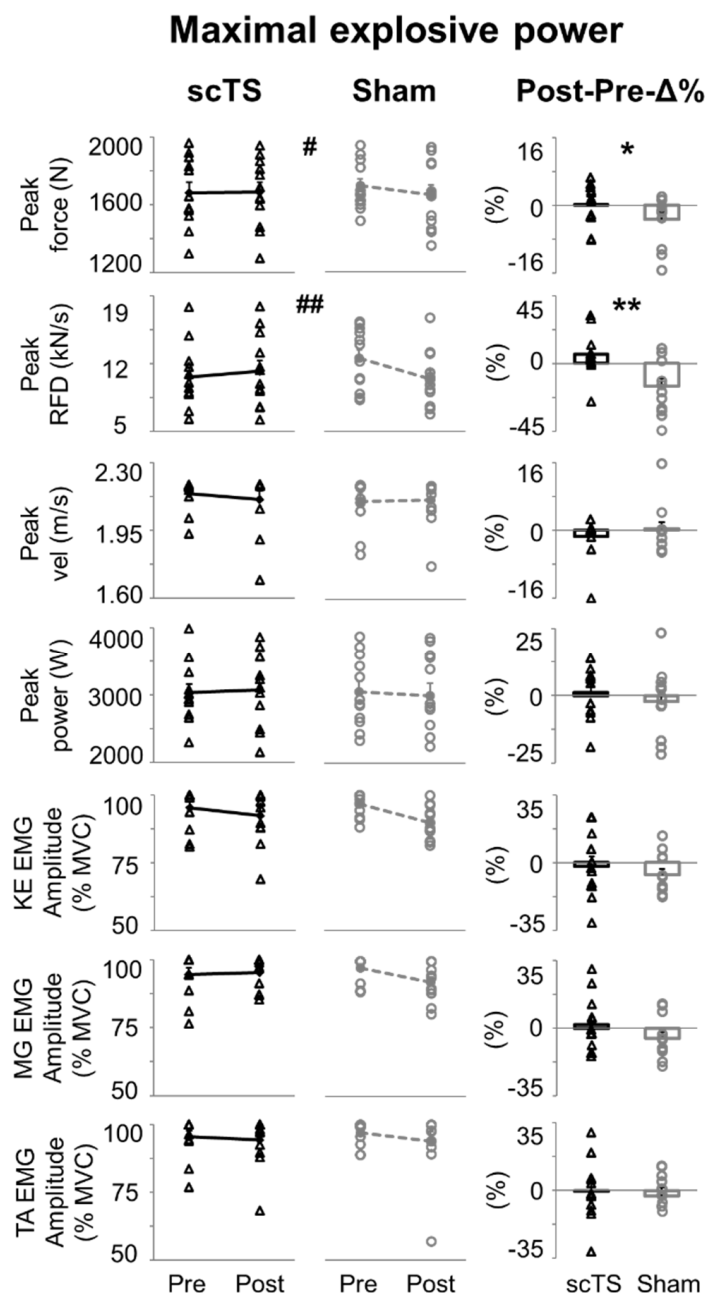 Maximal explosive power
scTS Sham Post-Pre-Δ%
Peak
force (N)
2000
1600
1200
#
(%)
16
0
-16
*
Peak
RFD (kN/s)
19
12
5
##
(%)
45
0
-45
**
Peak
vel (m/s)
2.30
1.95
1.60
(%)
16
0
-16
Peak
power (W)
4000
3000
2000
(%)
25
0
-25
KE EMG
Amplitude
(% MVC)
100
75
50
(%)
35
0
-35
MG EMG
Amplitude
(% MVC)
100
75
50
(%)
35
0
-35
TA EMG
Amplitude
(% MVC)
100
75
50
(%)
35
0
-35
Pre Post Pre Post scTS Sham